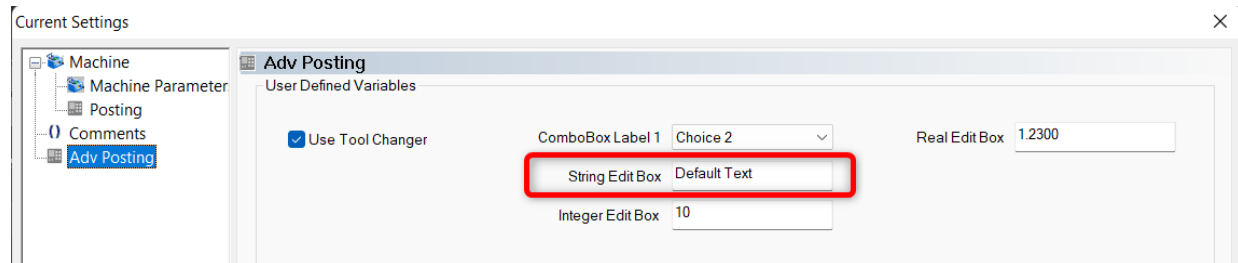 Current Settings
Machine
Machine Parameter
Posting
Comments
Adv Posting
Adv Posting
User Defined Variables
Use Tool Changer
ComboBox Label 1 Choice 2
Real Edit Box 1.2300
String Edit Box Default Text
Integer Edit Box 10